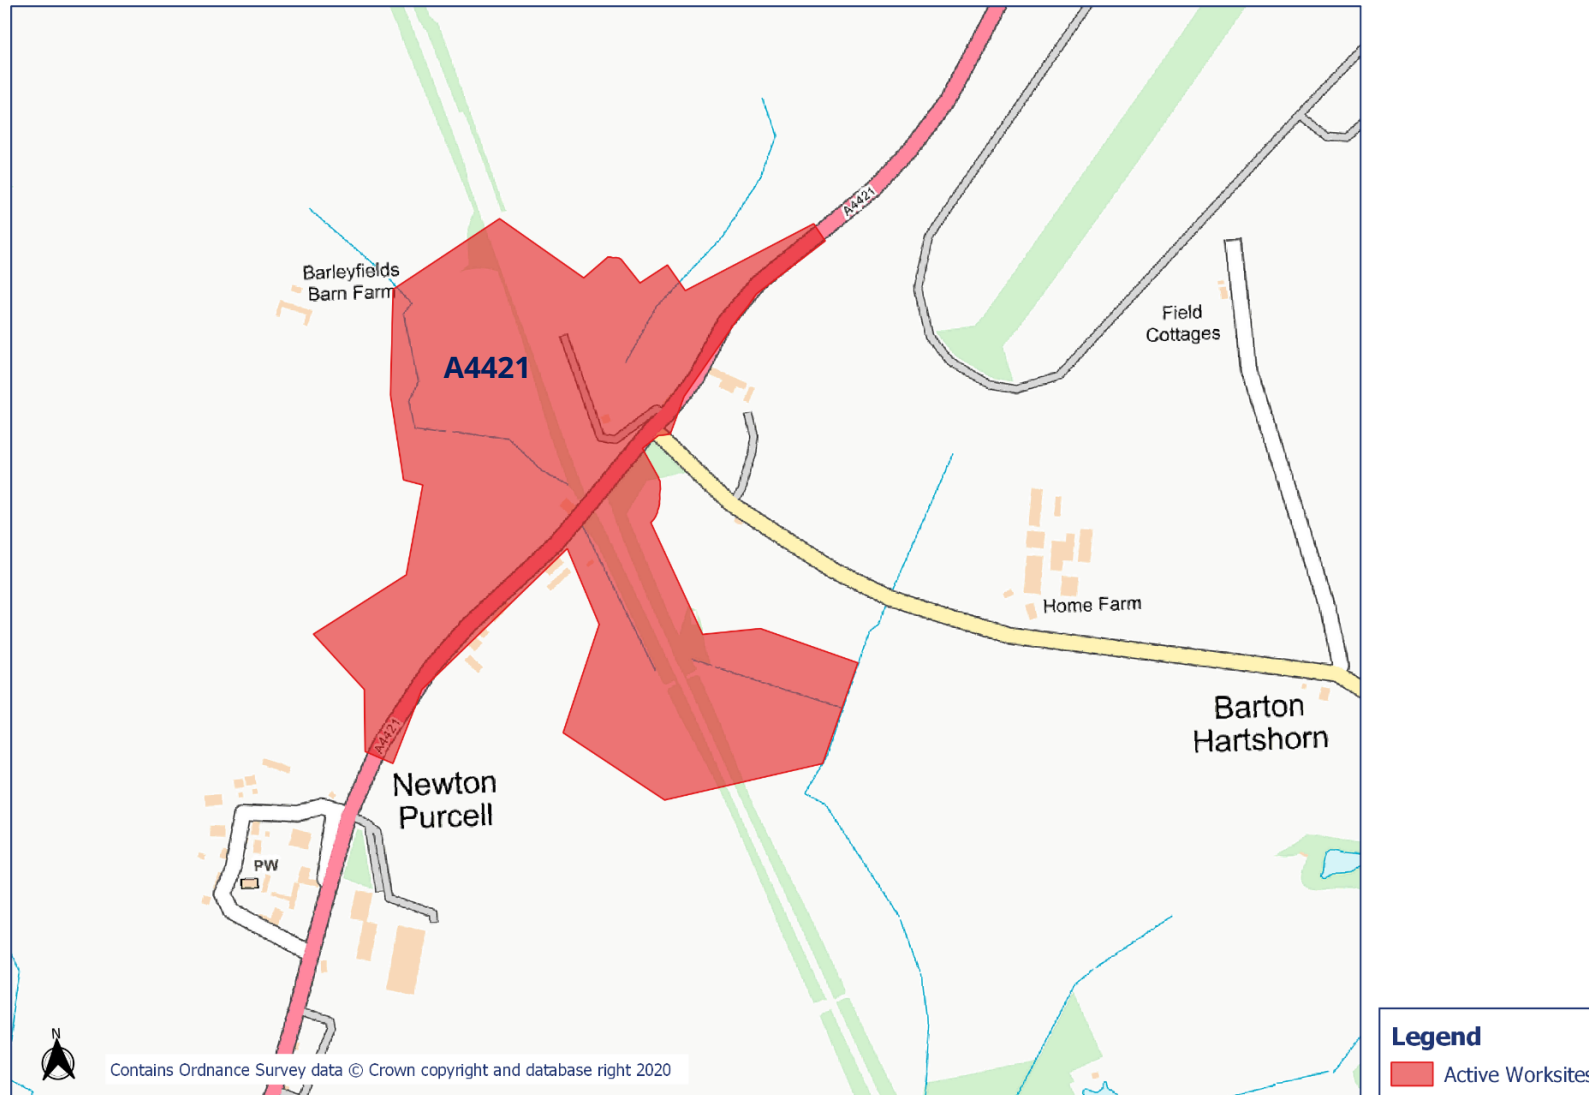 A4421
Barleyfields
Barn Farm
Field
Cottages
A4421
Home Farm
Barton
Hartshorn
A4421
Newton
Purcell
PW
N
Contains Ordnance Survey data © Crown copyright and database right 2020
Legend
Active Worksites